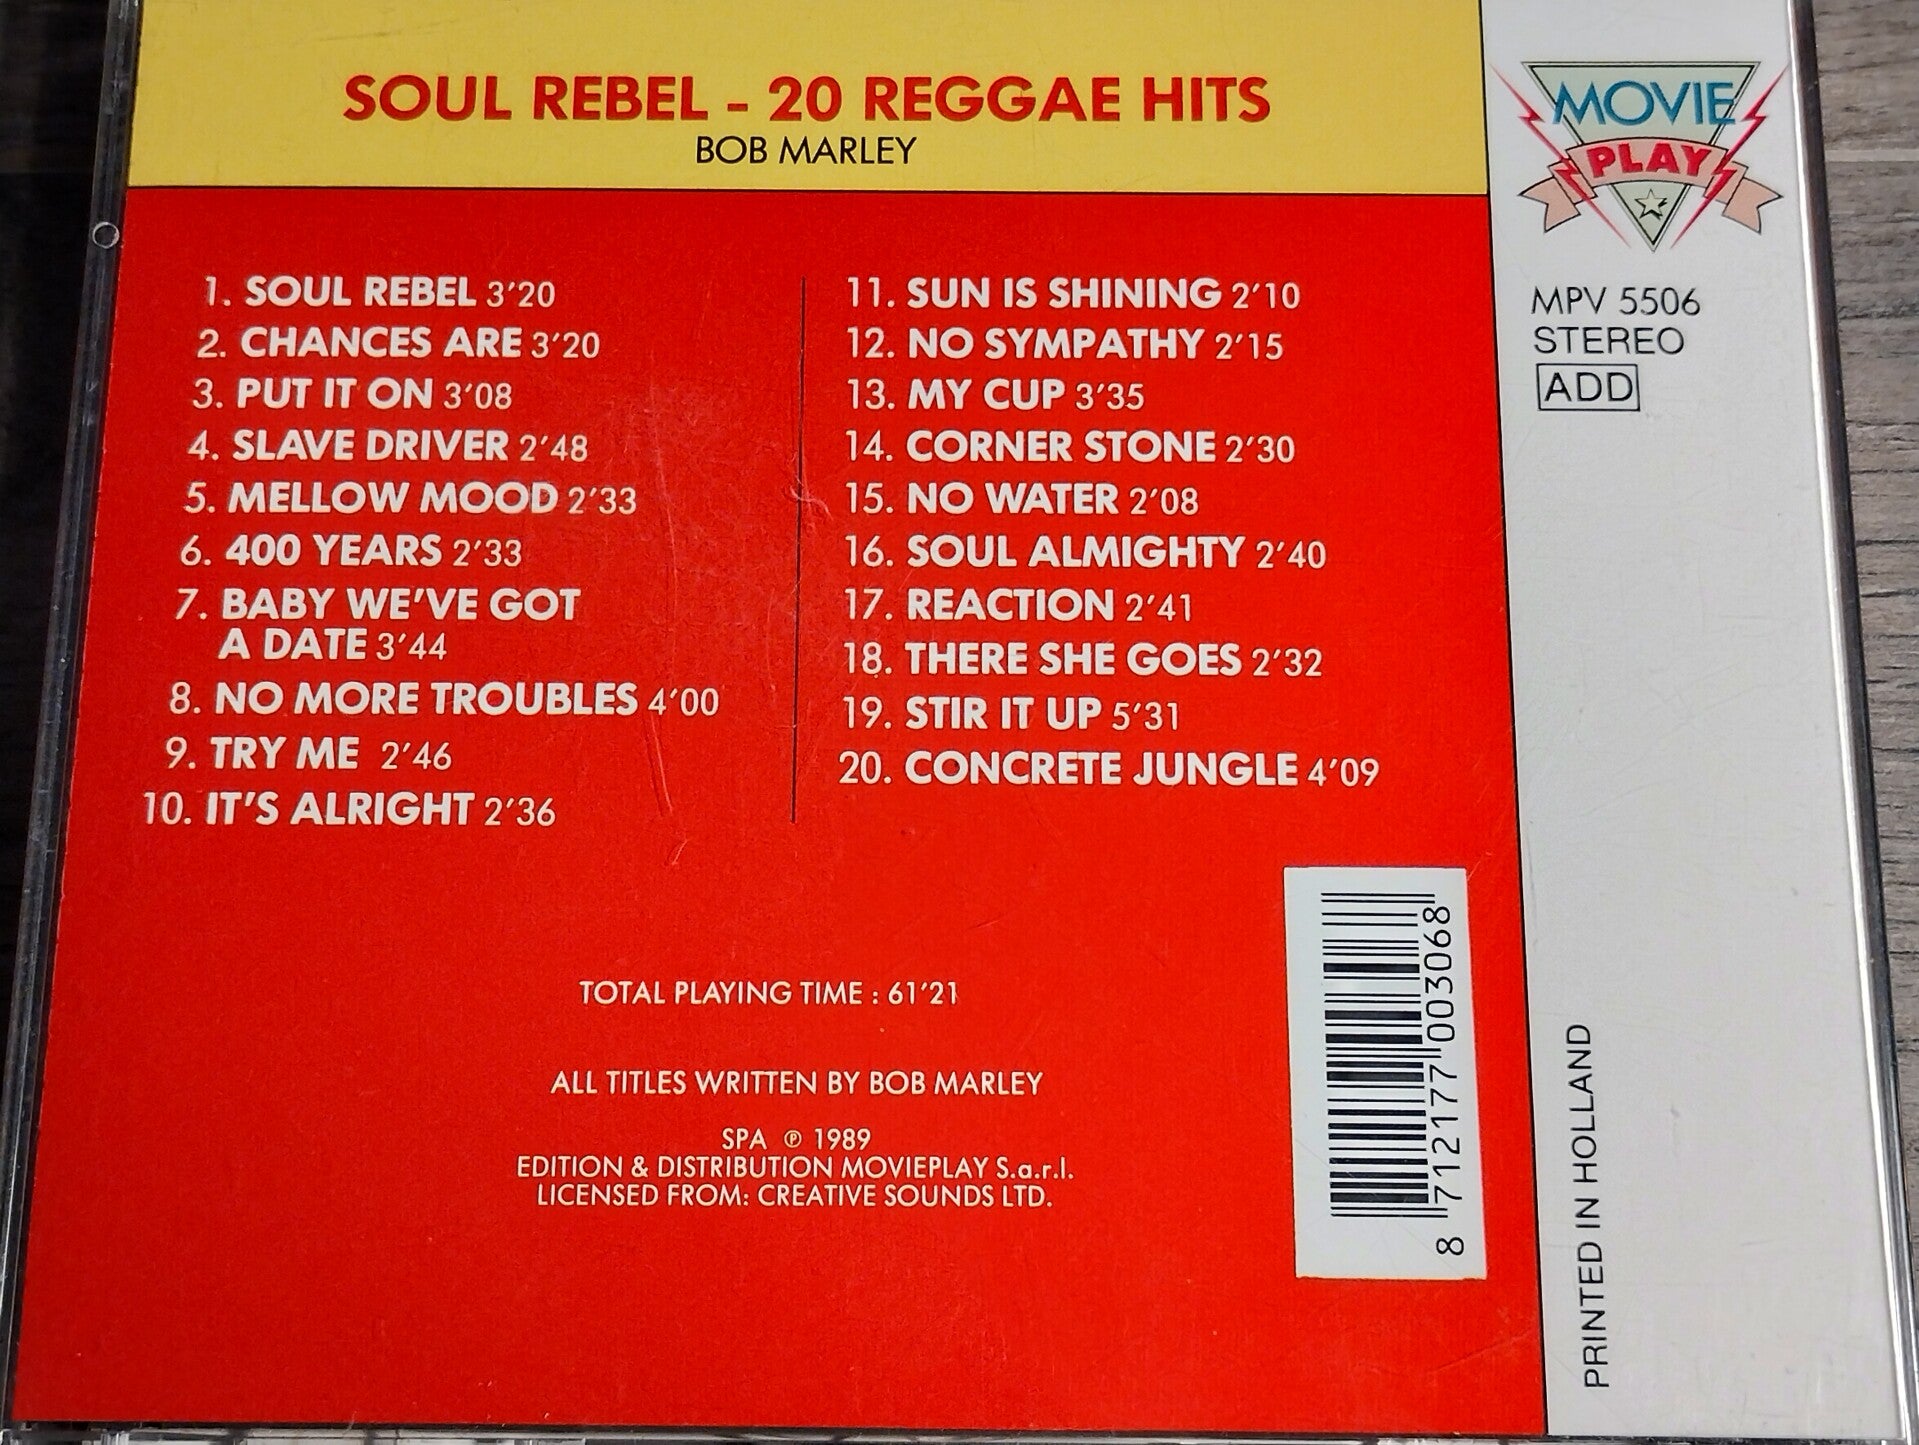 SOUL REBEL - 20 REGGAE HITS
BOB MARLEY
1. SOUL REBEL 3'20
2. CHANCES ARE 3'20
3. PUT IT ON 3'08
4. SLAVE DRIVER 2'48
5. MELLOW MOOD 2'33
6. 400 YEARS 2'33
7. BABY WE'VE GOT
A DATE 3'44
8. NO MORE TROUBLES 4'00
9. TRY ME 2'46
10. IT'S ALRIGHT 2'36
11. SUN IS SHINING 2'10
12. NO SYMPATHY 2'15
13. MY CUP 3'35
14. CORNER STONE 2'30
15. NO WATER 2'08
16. SOUL ALMIGHTY 2'40
17. REACTION 2'41
18. THERE SHE GOES 2'32
19. STIR IT UP 5'31
20. CONCRETE JUNGLE 4'09
TOTAL PLAYING TIME : 61'21
ALL TITLES WRITTEN BY BOB MARLEY
SPA ℗ 1989
EDITION & DISTRIBUTION MOVIEPLAY S.a.r.l.
LICENSED FROM: CREATIVE SOUNDS LTD.
8 712177 003068
MOVIE
PLAY
MPV 5506
STEREO
ADD
PRINTED IN HOLLAND